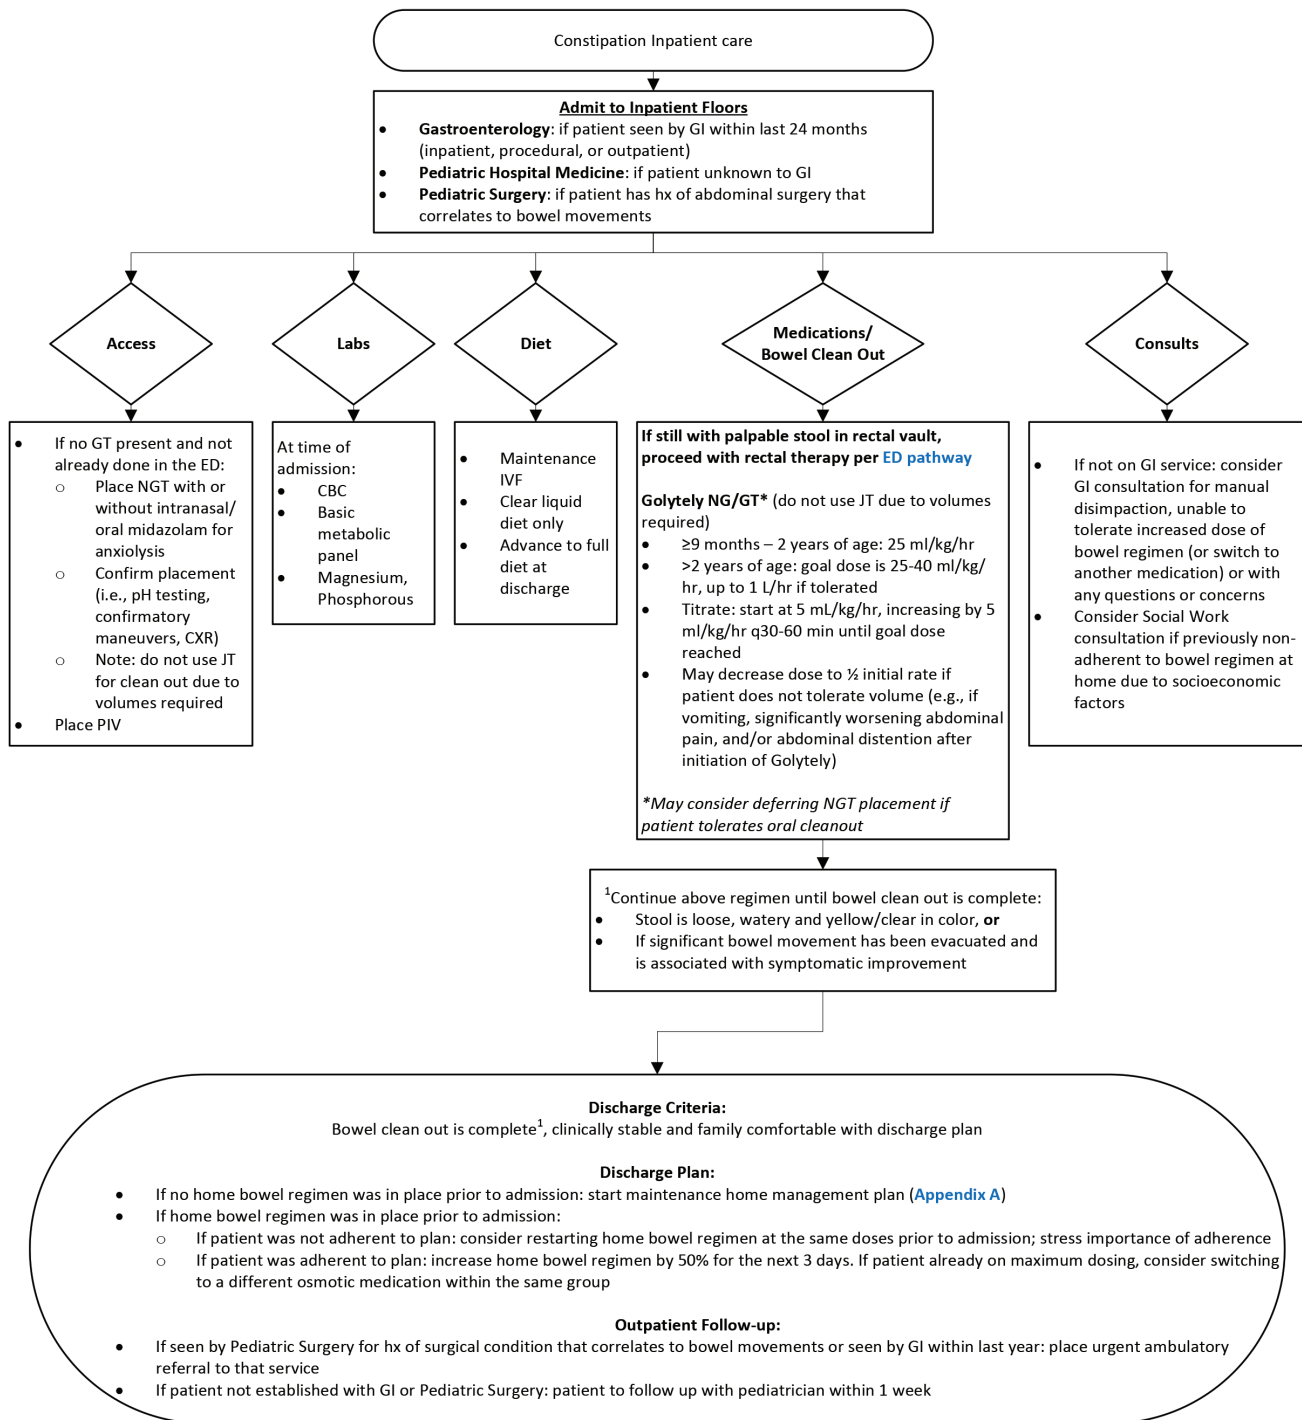 Constipation Inpatient care
Admit to Inpatient Floors
• Gastroenterology: if patient seen by GI within last 24 months
(inpatient, procedural, or outpatient)
• Pediatric Hospital Medicine: if patient unknown to GI
• Pediatric Surgery: if patient has hx of abdominal surgery that
correlates to bowel movements
Access
• If no GT present and not
already done in the ED:
○ Place NGT with or
without intranasal/
oral midazolam for
anxiolysis
○ Confirm placement
(i.e., pH testing,
confirmatory
maneuvers, CXR)
○ Note: do not use JT
for clean out due to
volumes required
• Place PIV
Labs
At time of
admission:
• CBC
• Basic
metabolic
panel
• Magnesium,
Phosphorous
Diet
• Maintenance
IVF
• Clear liquid
diet only
• Advance to full
diet at
discharge
Medications/
Bowel Clean Out
If still with palpable stool in rectal vault,
proceed with rectal therapy per ED pathway
Golytely NG/GT* (do not use JT due to volumes
required)
• ≥9 months – 2 years of age: 25 ml/kg/hr
• >2 years of age: goal dose is 25-40 ml/kg/
hr, up to 1 L/hr if tolerated
• Titrate: start at 5 mL/kg/hr, increasing by 5
ml/kg/hr q30-60 min until goal dose
reached
• May decrease dose to ½ initial rate if
patient does not tolerate volume (e.g., if
vomiting, significantly worsening abdominal
pain, and/or abdominal distention after
initiation of Golytely)
*May consider deferring NGT placement if
patient tolerates oral cleanout
Consults
• If not on GI service: consider
GI consultation for manual
disimpaction, unable to
tolerate increased dose of
bowel regimen (or switch to
another medication) or with
any questions or concerns
• Consider Social Work
consultation if previously non-
adherent to bowel regimen at
home due to socioeconomic
factors
¹Continue above regimen until bowel clean out is complete:
• Stool is loose, watery and yellow/clear in color, or
• If significant bowel movement has been evacuated and
is associated with symptomatic improvement
Discharge Criteria:
Bowel clean out is complete¹, clinically stable and family comfortable with discharge plan
Discharge Plan:
• If no home bowel regimen was in place prior to admission: start maintenance home management plan (Appendix A)
• If home bowel regimen was in place prior to admission:
○ If patient was not adherent to plan: consider restarting home bowel regimen at the same doses prior to admission; stress importance of adherence
○ If patient was adherent to plan: increase home bowel regimen by 50% for the next 3 days. If patient already on maximum dosing, consider switching
to a different osmotic medication within the same group
Outpatient Follow-up:
• If seen by Pediatric Surgery for hx of surgical condition that correlates to bowel movements or seen by GI within last year: place urgent ambulatory
referral to that service
• If patient not established with GI or Pediatric Surgery: patient to follow up with pediatrician within 1 week